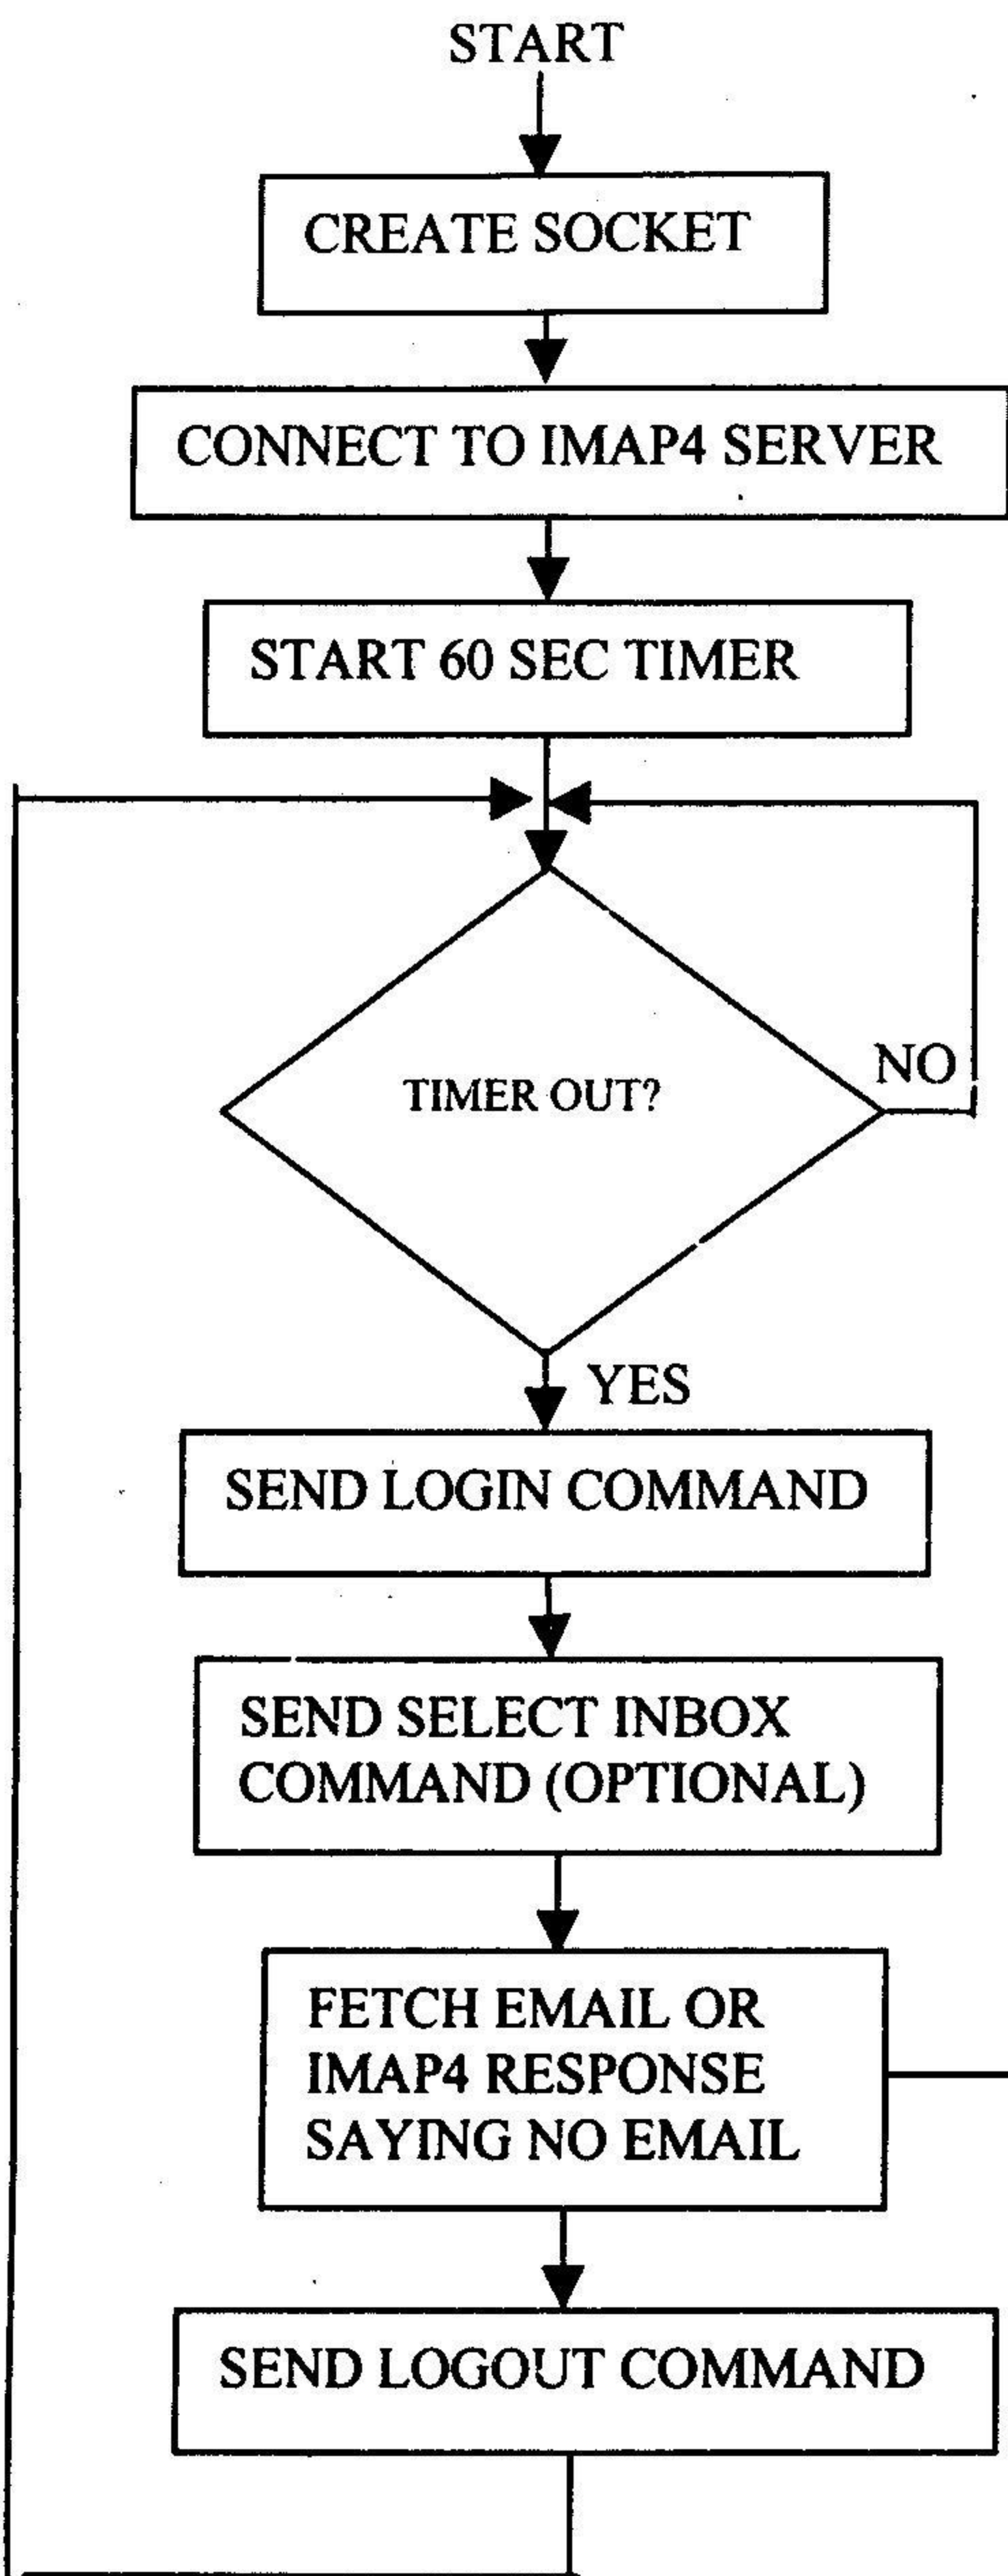 START
CREATE SOCKET
CONNECT TO IMAP4 SERVER
START 60 SEC TIMER
NO
TIMER OUT?
YES
SEND LOGIN COMMAND
SEND SELECT INBOX
COMMAND (OPTIONAL)
FETCH EMAIL OR
IMAP4 RESPONSE
SAYING NO EMAIL
SEND LOGOUT COMMAND